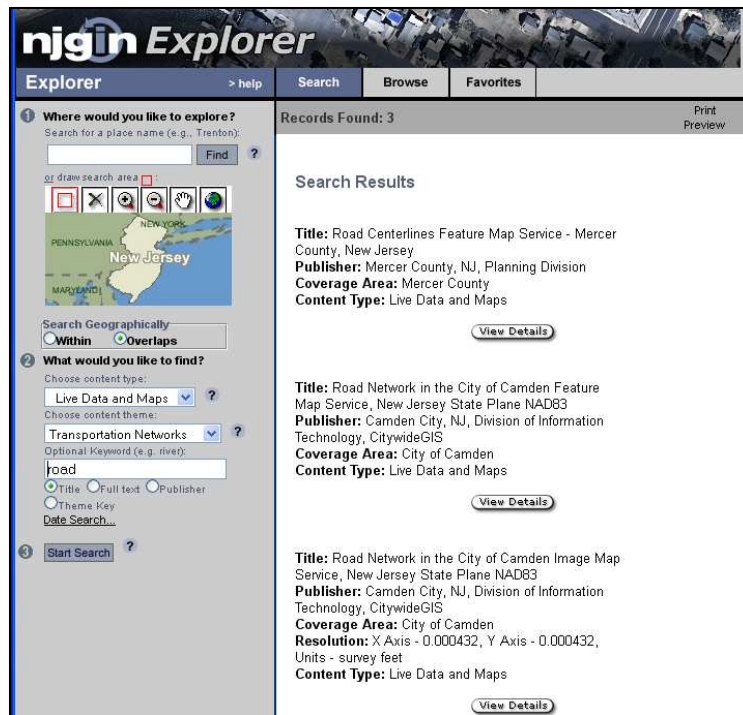 njgin Explorer
Explorer > help Search Browse Favorites
1 Where would you like to explore?
Search for a place name (e.g., Trenton):
Find ?
or draw search area :
NEW YORK
PENNSYLVANIA
New Jersey
MARYLAND
Search Geographically
Within Overlaps
2 What would you like to find?
Choose content type:
Live Data and Maps ?
Choose content theme:
Transportation Networks ?
Optional Keyword (e.g. river):
road
Title Full text Publisher
Theme Key
Date Search...
3 Start Search ?
Records Found: 3
Print
Preview
Search Results
Title: Road Centerlines Feature Map Service - Mercer
County, New Jersey
Publisher: Mercer County, NJ, Planning Division
Coverage Area: Mercer County
Content Type: Live Data and Maps
View Details
Title: Road Network in the City of Camden Feature
Map Service, New Jersey State Plane NAD83
Publisher: Camden City, NJ, Division of Information
Technology, CitywideGIS
Coverage Area: City of Camden
Content Type: Live Data and Maps
View Details
Title: Road Network in the City of Camden Image Map
Service, New Jersey State Plane NAD83
Publisher: Camden City, NJ, Division of Information
Technology, CitywideGIS
Coverage Area: City of Camden
Resolution: X Axis - 0.000432, Y Axis - 0.000432,
Units - survey feet
Content Type: Live Data and Maps
View Details